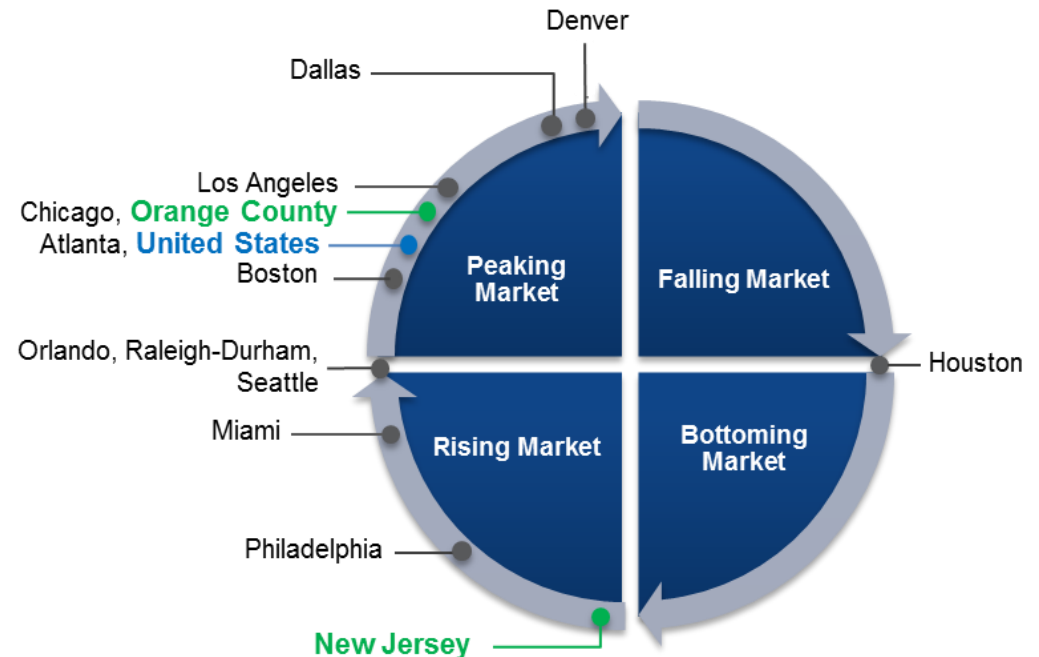 Denver
Dallas
Los Angeles
Chicago, Orange County
Atlanta, United States
Boston
Peaking
Market
Falling Market
Orlando, Raleigh-Durham,
Seattle
Houston
Miami
Rising Market
Bottoming
Market
Philadelphia
New Jersey